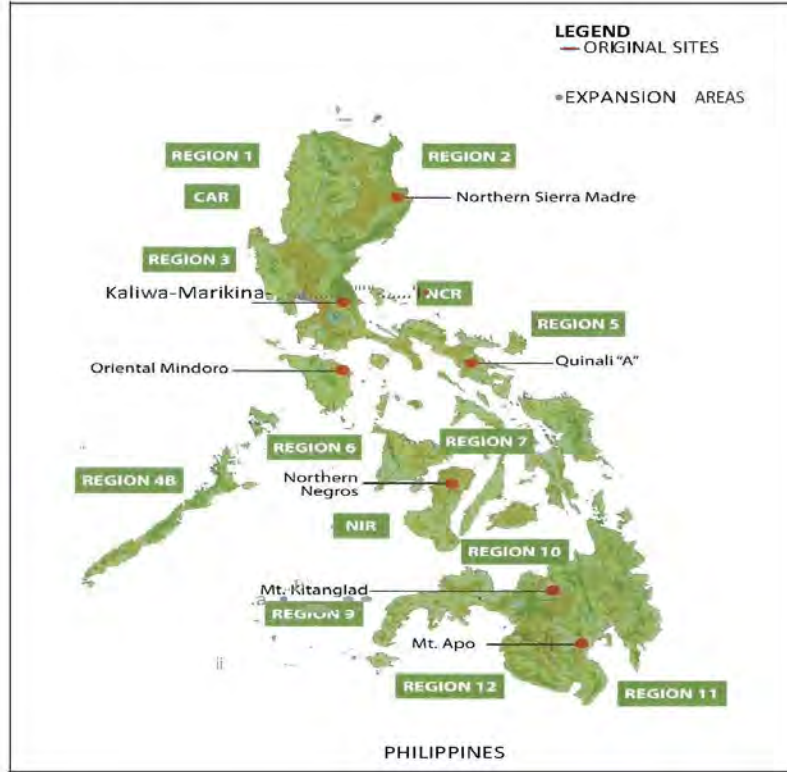 LEGEND
ORIGINAL SITES
EXPANSION AREAS
REGION 1
REGION 2
CAR
Northern Sierra Madre
REGION 3
Kaliwa-Marikina
NCR
REGION 5
Oriental Mindoro
Quinali "A"
REGION 6
REGION 7
REGION 4B
Northern
Negros
NIR
REGION 10
Mt. Kitanglad
REGION 9
Mt. Apo
REGION 12
REGION 11
PHILIPPINES